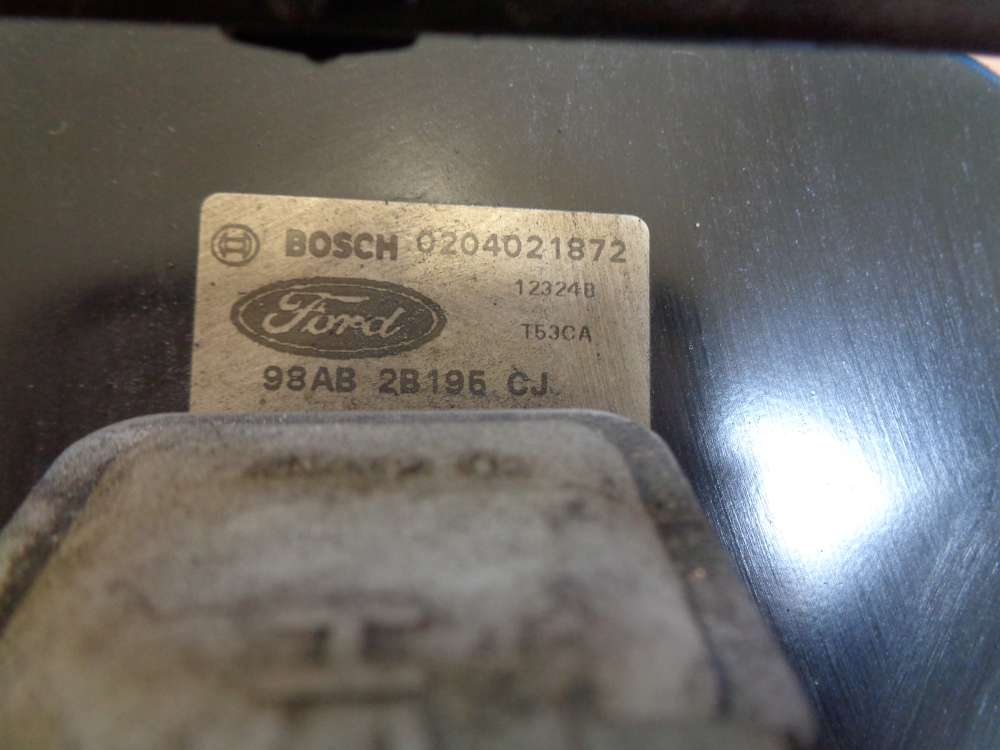 BOSCH 0204021872
12324B
Ford
T53CA
98AB 2B195 CJ